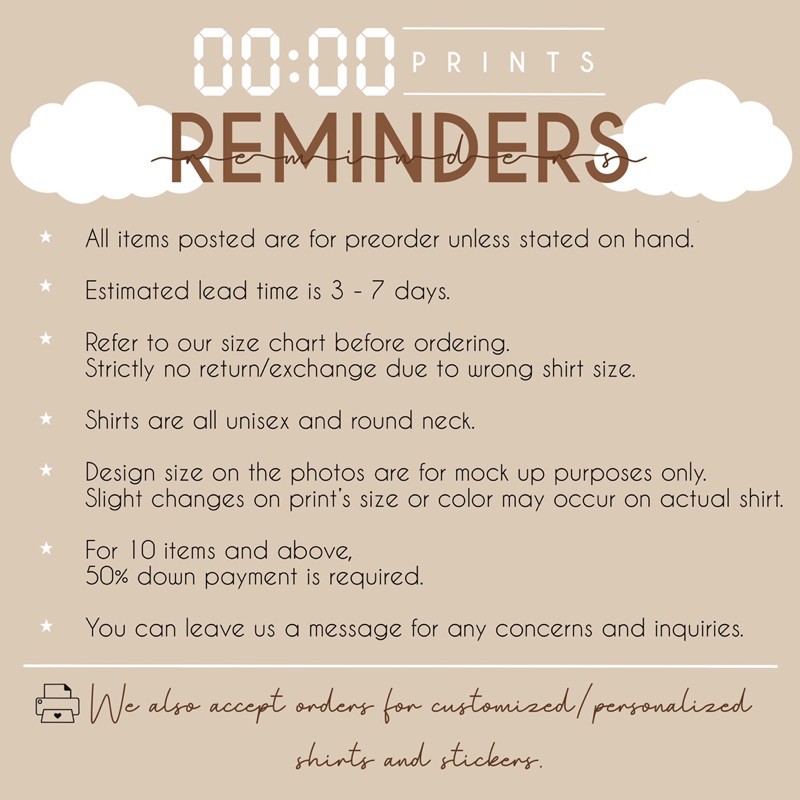 00:00 PRINTS
REMINDERS
reminders
All items posted are for preorder unless stated on hand.
Estimated lead time is 3 - 7 days.
Refer to our size chart before ordering.
Strictly no return/exchange due to wrong shirt size.
Shirts are all unisex and round neck.
Design size on the photos are for mock up purposes only.
Slight changes on print's size or color may occur on actual shirt.
For 10 items and above,
50% down payment is required.
You can leave us a message for any concerns and inquiries.
We also accept orders for customized/personalized
shirts and stickers.